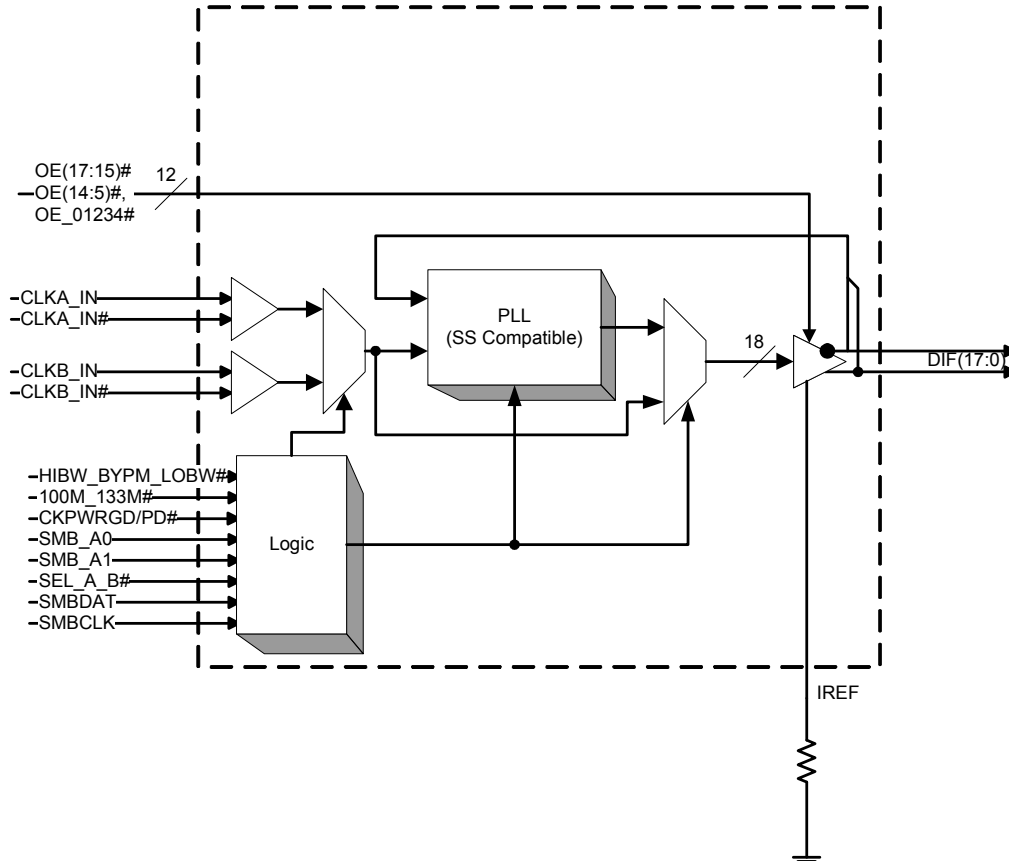 OE(17:15)#
OE(14:5)#,
OE_01234#
12
CLKA_IN
CLKA_IN#
PLL
(SS Compatible)
18
DIF(17:0)
CLKB_IN
CLKB_IN#
HIBW_BYPM_LOBW#
100M_133M#
CKPWRGD/PD#
SMB_A0
SMB_A1
SEL_A_B#
SMBDAT
SMBCLK
Logic
IREF